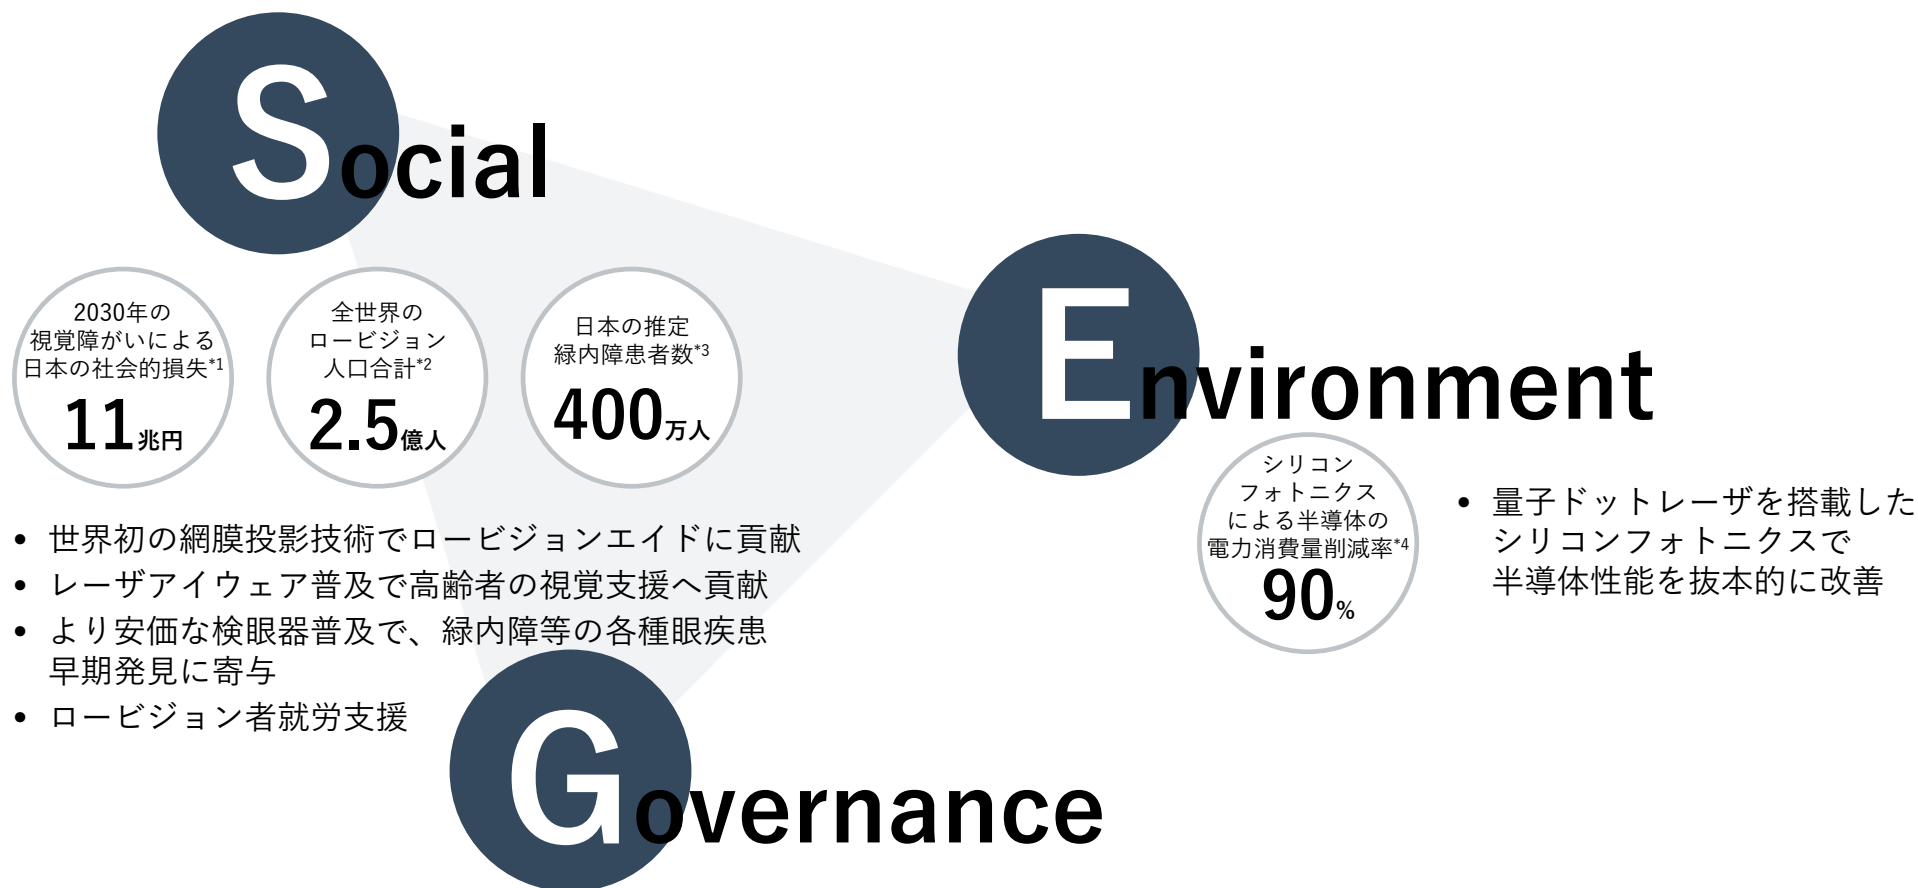 Social
2030年の
視覚障がいによる
日本の社会的損失*1
11兆円
全世界の
ロービジョン
人口合計*2
2.5億人
日本の推定
緑内障患者数*3
400万人
• 世界初の網膜投影技術でロービジョンエイドに貢献
• レーザアイウェア普及で高齢者の視覚支援へ貢献
• より安価な検眼器普及で、緑内障等の各種眼疾患
早期発見に寄与
• ロービジョン者就労支援
Environment
シリコン
フォトニクス
による半導体の
電力消費量削減率*4
90%
• 量子ドットレーザを搭載した
シリコンフォトニクスで
半導体性能を抜本的に改善
Governance